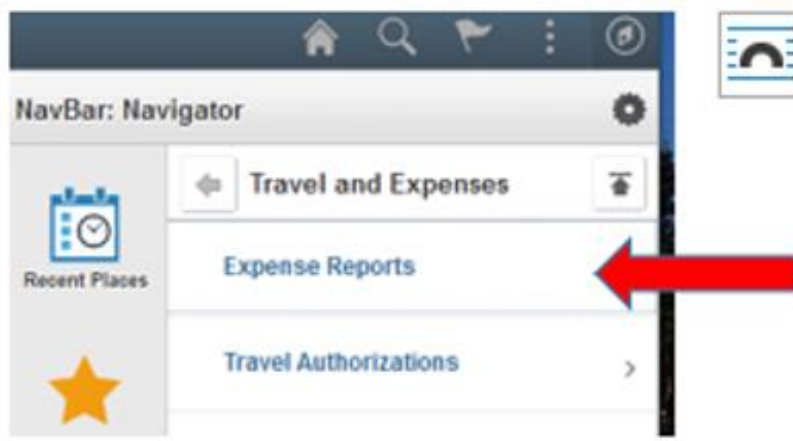 NavBar: Navigator
Travel and Expenses
Expense Reports
Recent Places
Travel Authorizations